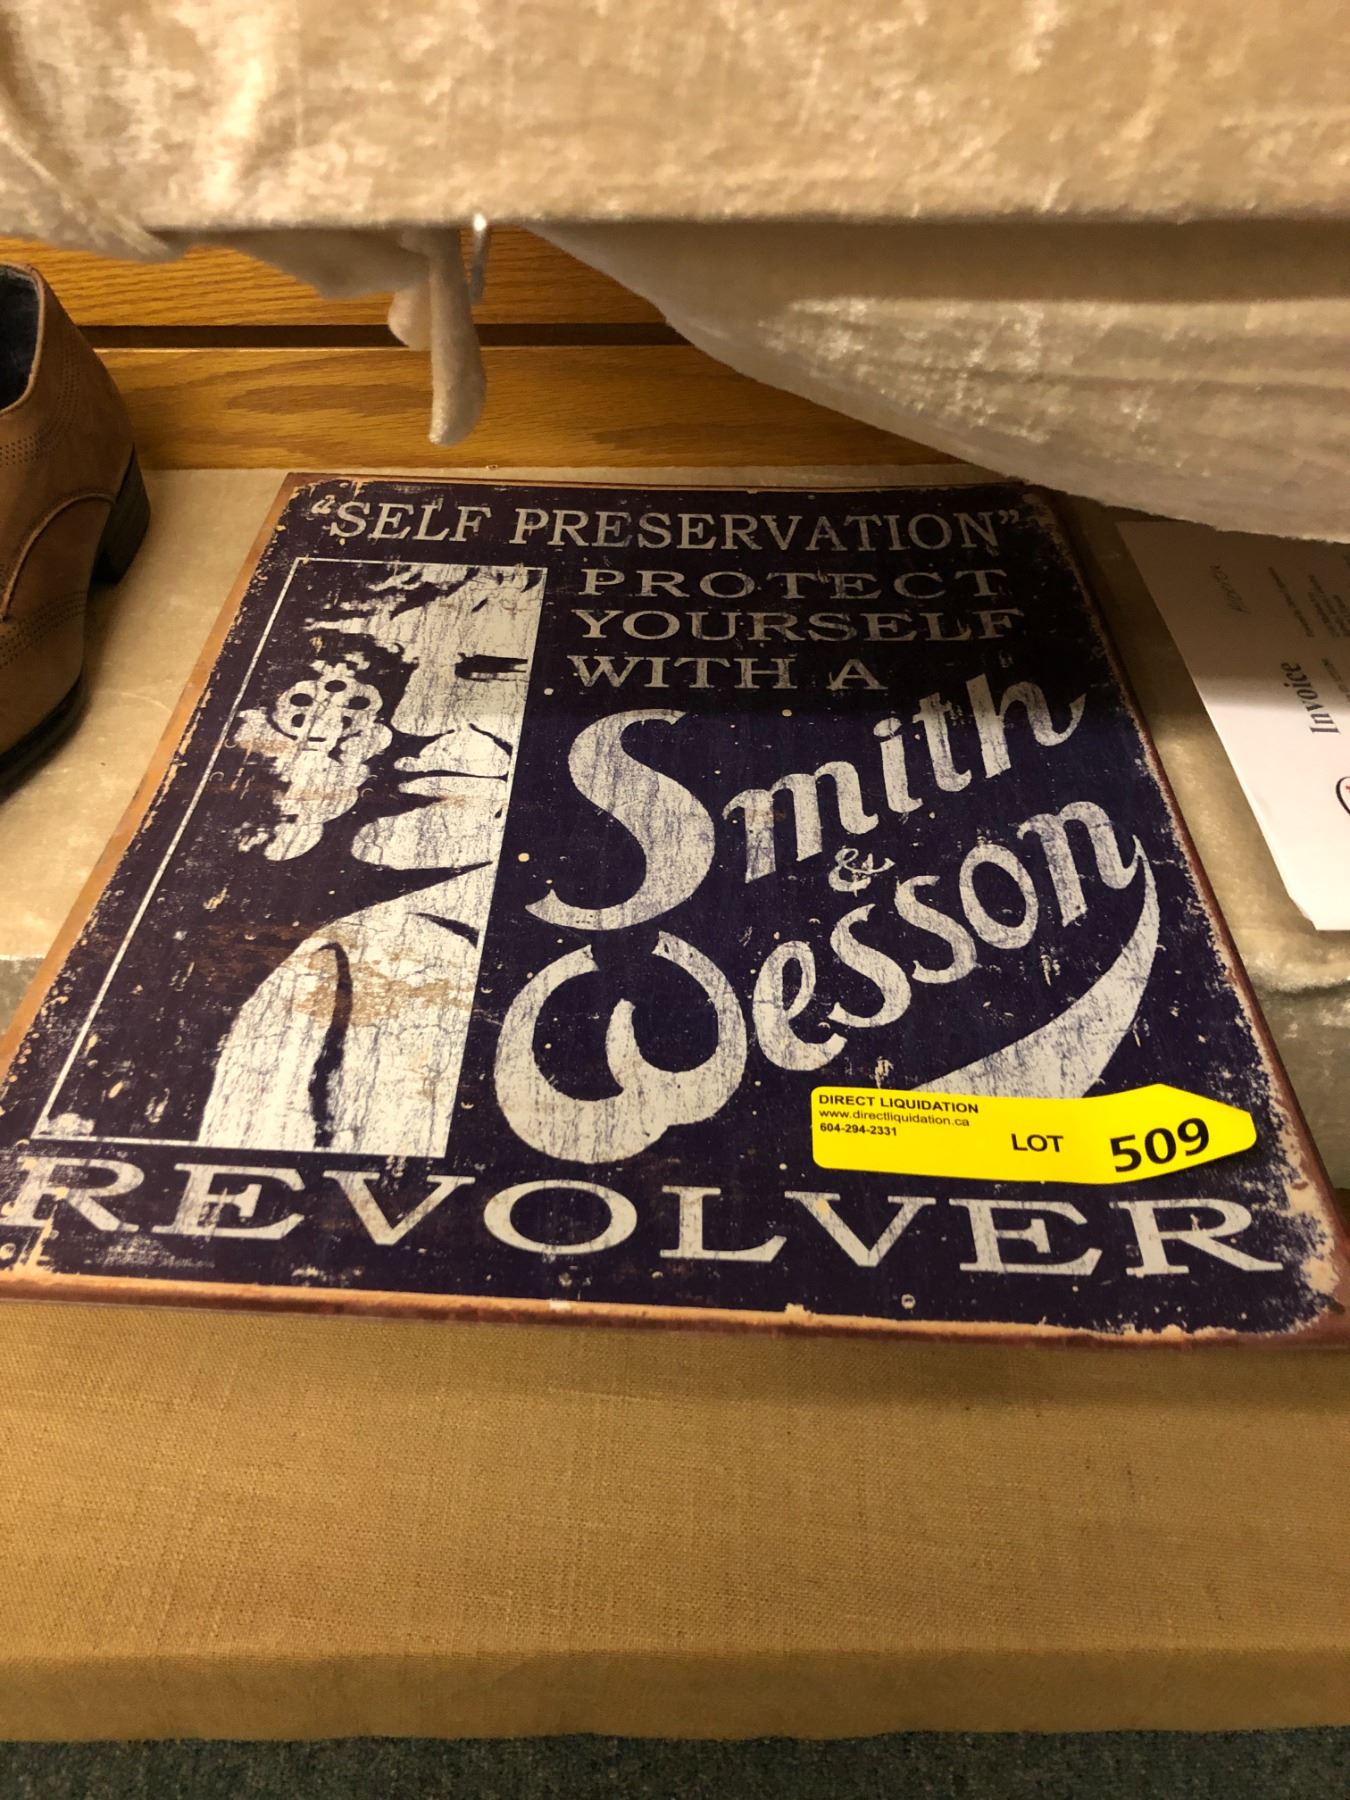 "SELF PRESERVATION"
PROTECT
YOURSELF
WITH A
Smith
&
Wesson
REVOLVER
DIRECT LIQUIDATION
www.directliquidation.ca
604-294-2331
LOT 509
Invoice